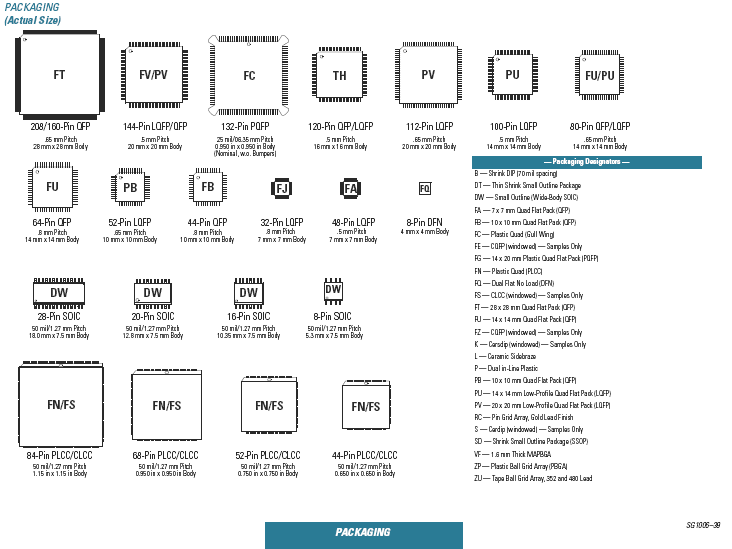 PACKAGING
(Actual Size)
FT
FV/PV
FC
TH
PV
PU
FU/PU
208/160-Pin QFP
.65 mm Pitch
28 mm x 28 mm Body
144-Pin LQFP/QFP
.5 mm Pitch
20 mm x 20 mm Body
132-Pin PQFP
25 mil/06.35 mm Pitch
0.950 in x 0.950 in Body
(Nominal, w.o. Bumpers)
120-Pin QFP/LQFP
.5 mm Pitch
16 mm x 16 mm Body
112-Pin LQFP
.65 mm Pitch
20 mm x 20 mm Body
100-Pin LQFP
.5 mm Pitch
14 mm x 14 mm Body
80-Pin QFP/LQFP
.65 mm Pitch
14 mm x 14 mm Body
FU
PB
FB
FJ
FA
FQ
64-Pin QFP
.8 mm Pitch
14 mm x 14 mm Body
52-Pin LQFP
.65 mm Pitch
10 mm x 10 mm Body
44-Pin QFP
.8 mm Pitch
10 mm x 10 mm Body
32-Pin LQFP
.8 mm Pitch
7 mm x 7 mm Body
48-Pin LQFP
.5 mm Pitch
7 mm x 7 mm Body
8-Pin DFN
4 mm x 4 mm Body
DW
DW
DW
DW
28-Pin SOIC
50 mil/1.27 mm Pitch
18.0 mm x 7.5 mm Body
20-Pin SOIC
50 mil/1.27 mm Pitch
12.8 mm x 7.5 mm Body
16-Pin SOIC
50 mil/1.27 mm Pitch
10.35 mm x 7.5 mm Body
8-Pin SOIC
50 mil/1.27 mm Pitch
5.3 mm x 7.5 mm Body
FN/FS
FN/FS
FN/FS
FN/FS
84-Pin PLCC/CLCC
50 mil/1.27 mm Pitch
1.15 in x 1.15 in Body
68-Pin PLCC/CLCC
50 mil/1.27 mm Pitch
0.950 in x 0.950 in Body
52-Pin PLCC/CLCC
50 mil/1.27 mm Pitch
0.750 in x 0.750 in Body
44-Pin PLCC/CLCC
50 mil/1.27 mm Pitch
0.650 in x 0.650 in Body
— Packaging Designators —
B — Shrink DIP (70 mil spacing)
DT — Thin Shrink Small Outline Package
DW — Small Outline (Wide-Body SOIC)
FA — 7 x 7 mm Quad Flat Pack (QFP)
FB — 10 x 10 mm Quad Flat Pack (QFP)
FC — Plastic Quad (Gull Wing)
FE — CQFP (windowed) — Samples Only
FG — 14 x 20 mm Plastic Quad Flat Pack (PQFP)
FN — Plastic Quad (PLCC)
FQ — Dual Flat No Lead (DFN)
FS — CLCC (windowed) — Samples Only
FT — 28 x 28 mm Quad Flat Pack (QFP)
FU — 14 x 14 mm Quad Flat Pack (QFP)
FZ — CQFP (windowed) — Samples Only
K — Cersdip (windowed) — Samples Only
L — Ceramic Sidebraze
P — Dual in-Line Plastic
PB — 10 x 10 mm Quad Flat Pack (QFP)
PU — 14 x 14 mm Low-Profile Quad Flat Pack (LQFP)
PV — 20 x 20 mm Low-Profile Quad Flat Pack (LQFP)
RC — Pin Grid Array, Gold Lead Finish
S — Cerdip (windowed) — Samples Only
SD — Shrink Small Outline Package (SSOP)
VF — 1.6 mm Thick MAPBGA
ZP — Plastic Ball Grid Array (PBGA)
ZU — Tape Ball Grid Array, 352 and 480 Lead
PACKAGING
SG1006–39